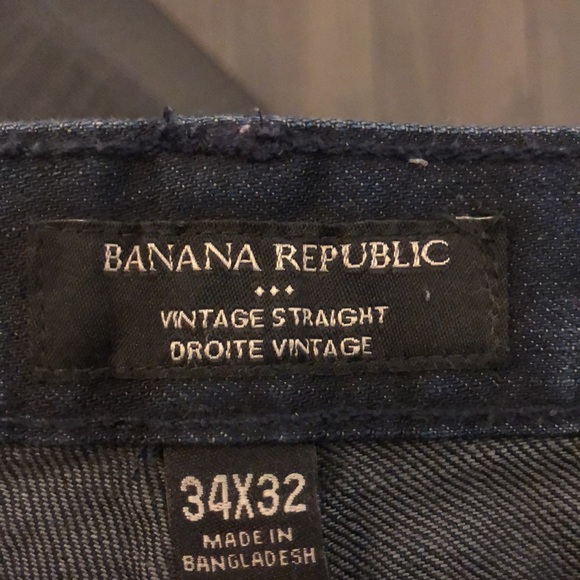 BANANA REPUBLIC
VINTAGE STRAIGHT
DROITE VINTAGE
34X32
MADE IN
BANGLADESH